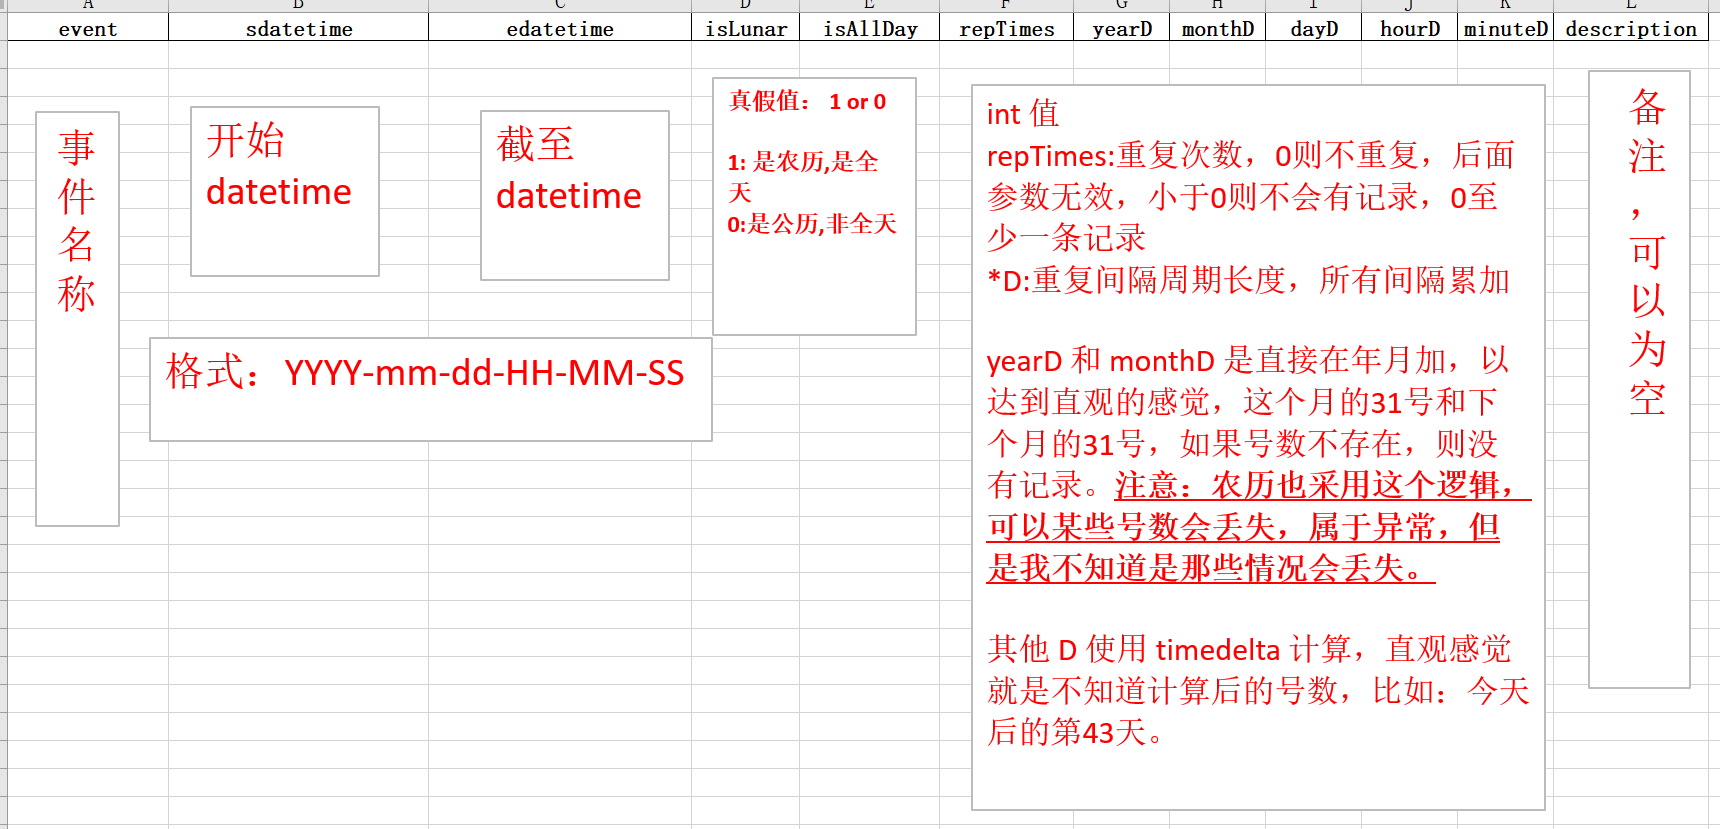 A B C D E F G H I J K L
event sdatetime edatetime isLunar isAllDay repTimes yearD monthD dayD hourD minuteD description
事件名称
开始
datetime
截至
datetime
格式：YYYY-mm-dd-HH-MM-SS
真假值： 1 or 0
1: 是农历,是全
天
0:是公历,非全天
int 值
repTimes:重复次数，0则不重复，后面
参数无效，小于0则不会有记录，0至
少一条记录
*D:重复间隔周期长度，所有间隔累加
yearD 和 monthD 是直接在年月加，以
达到直观的感觉，这个月的31号和下
个月的31号，如果号数不存在，则没
有记录。注意：农历也采用这个逻辑，
可以某些号数会丢失，属于异常，但
是我不知道是那些情况会丢失。
其他 D 使用 timedelta 计算，直观感觉
就是不知道计算后的号数，比如：今天
后的第43天。
备注，可以为空